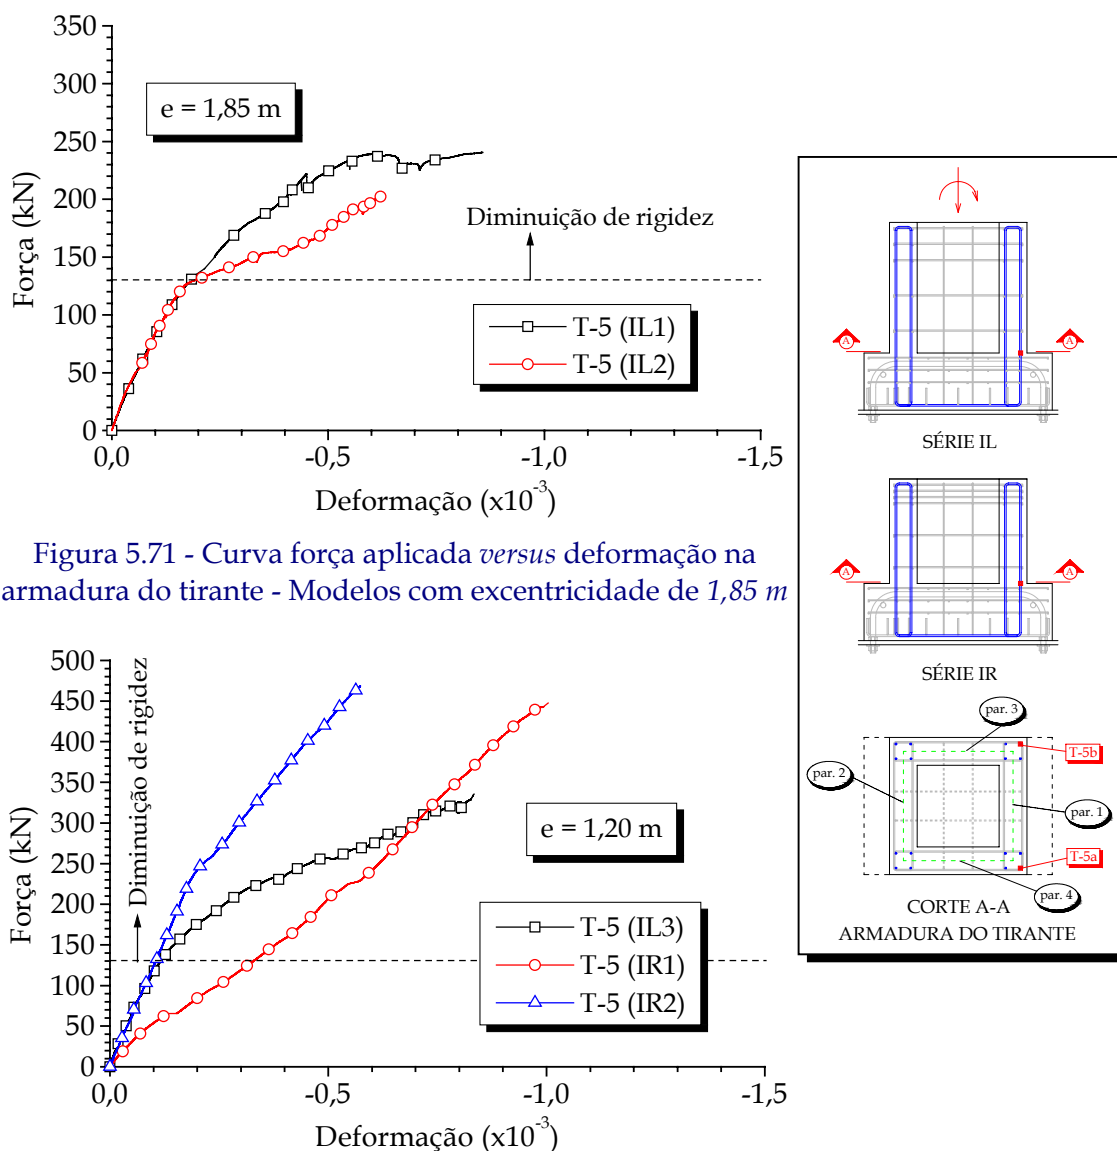 350
300
250
200
150
100
50
0
Força (kN)
e = 1,85 m
Diminuição de rigidez
T-5 (IL1)
T-5 (IL2)
0,0
-0,5
-1,0
-1,5
Deformação (x10⁻³)
Figura 5.71 - Curva força aplicada versus deformação na
armadura do tirante - Modelos com excentricidade de 1,85 m
500
450
400
350
300
250
200
150
100
50
0
Força (kN)
Diminuição de rigidez
e = 1,20 m
T-5 (IL3)
T-5 (IR1)
T-5 (IR2)
0,0
-0,5
-1,0
-1,5
Deformação (x10⁻³)
A
A
SÉRIE IL
A
A
SÉRIE IR
par. 3
T-5b
par. 2
par. 1
T-5a
par. 4
CORTE A-A
ARMADURA DO TIRANTE